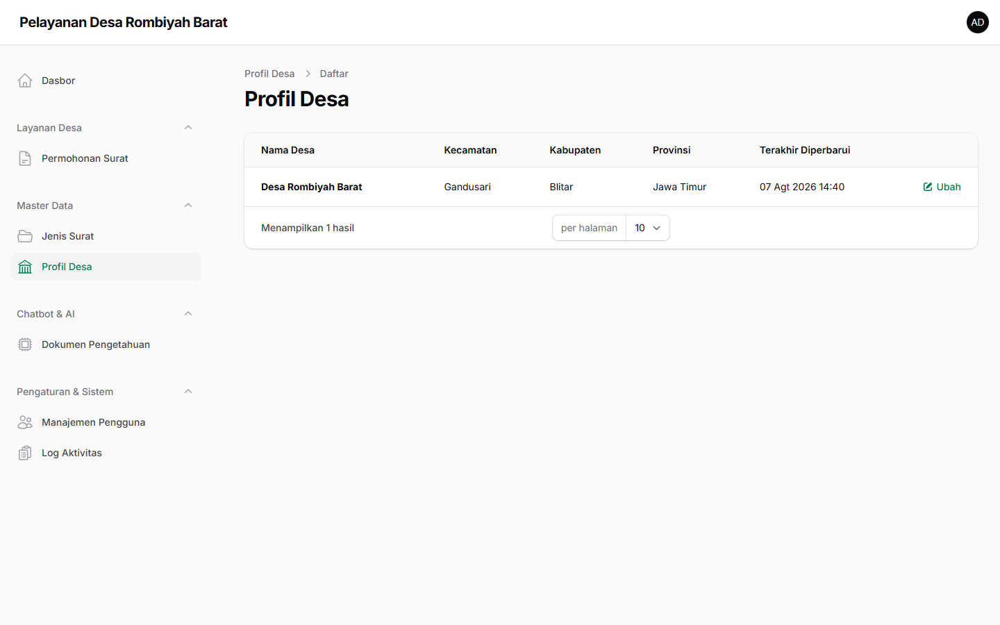 Pelayanan Desa Rombiyah Barat
AD
Dasbor
Layanan Desa
Permohonan Surat
Master Data
Jenis Surat
Profil Desa
Chatbot & AI
Dokumen Pengetahuan
Pengaturan & Sistem
Manajemen Pengguna
Log Aktivitas
Profil Desa > Daftar
Profil Desa
Nama Desa Kecamatan Kabupaten Provinsi Terakhir Diperbarui
Desa Rombiyah Barat Gandusari Blitar Jawa Timur 07 Agt 2026 14:40 Ubah
Menampilkan 1 hasil per halaman 10